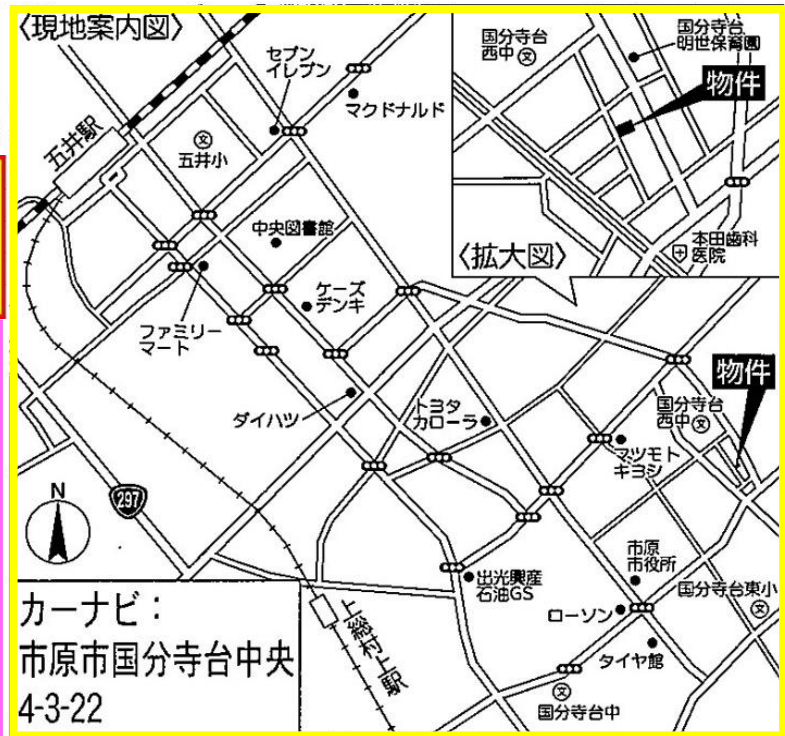 〈現地案内図〉
セブン
イレブン
マクドナルド
五井駅
文
五井小
中央図書館
ケーズ
デンキ
ファミリー
マート
ダイハツ
トヨタ
カローラ
国分寺台
西中 文
国分寺台
明世保育園
物件
本田歯科
医院
〈拡大図〉
物件
国分寺台
西中 文
マツモト
キヨシ
N
297
出光興産
石油GS
市原
市役所
国分寺台東小
文
ローソン
タイヤ館
上総村上駅
文
国分寺台中
カーナビ：
市原市国分寺台中央
4-3-22